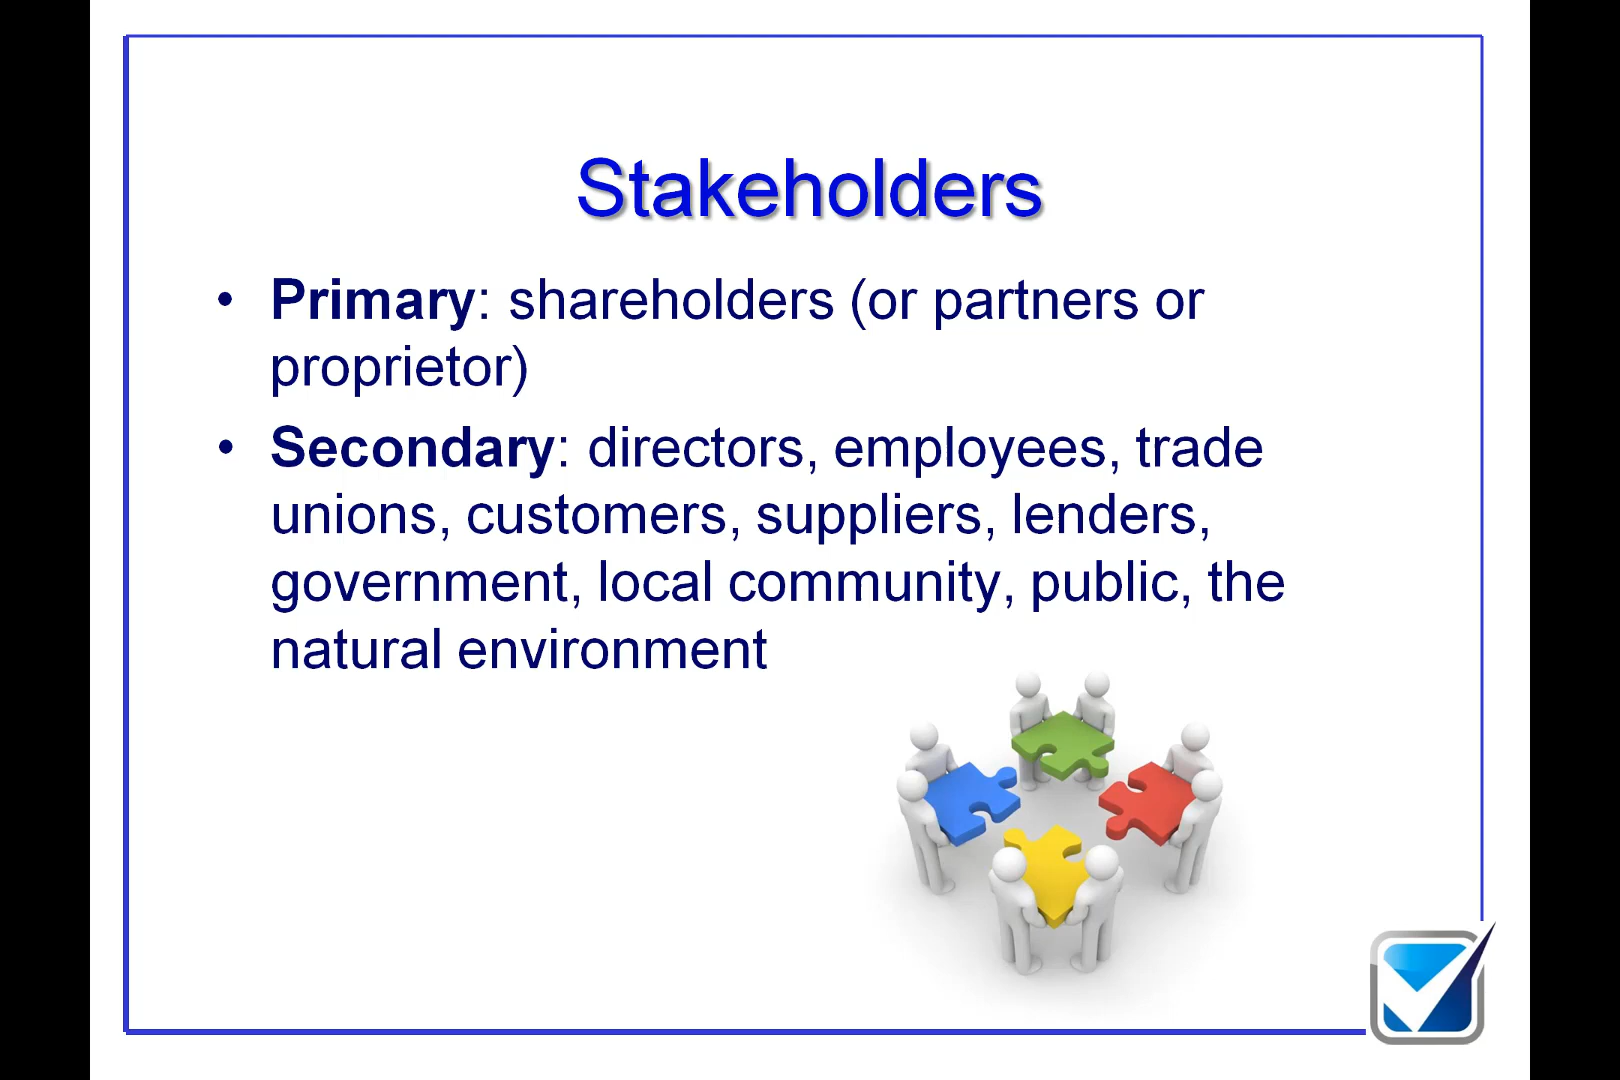 Stakeholders
• Primary: shareholders (or partners or
proprietor)
• Secondary: directors, employees, trade
unions, customers, suppliers, lenders,
government, local community, public, the
natural environment